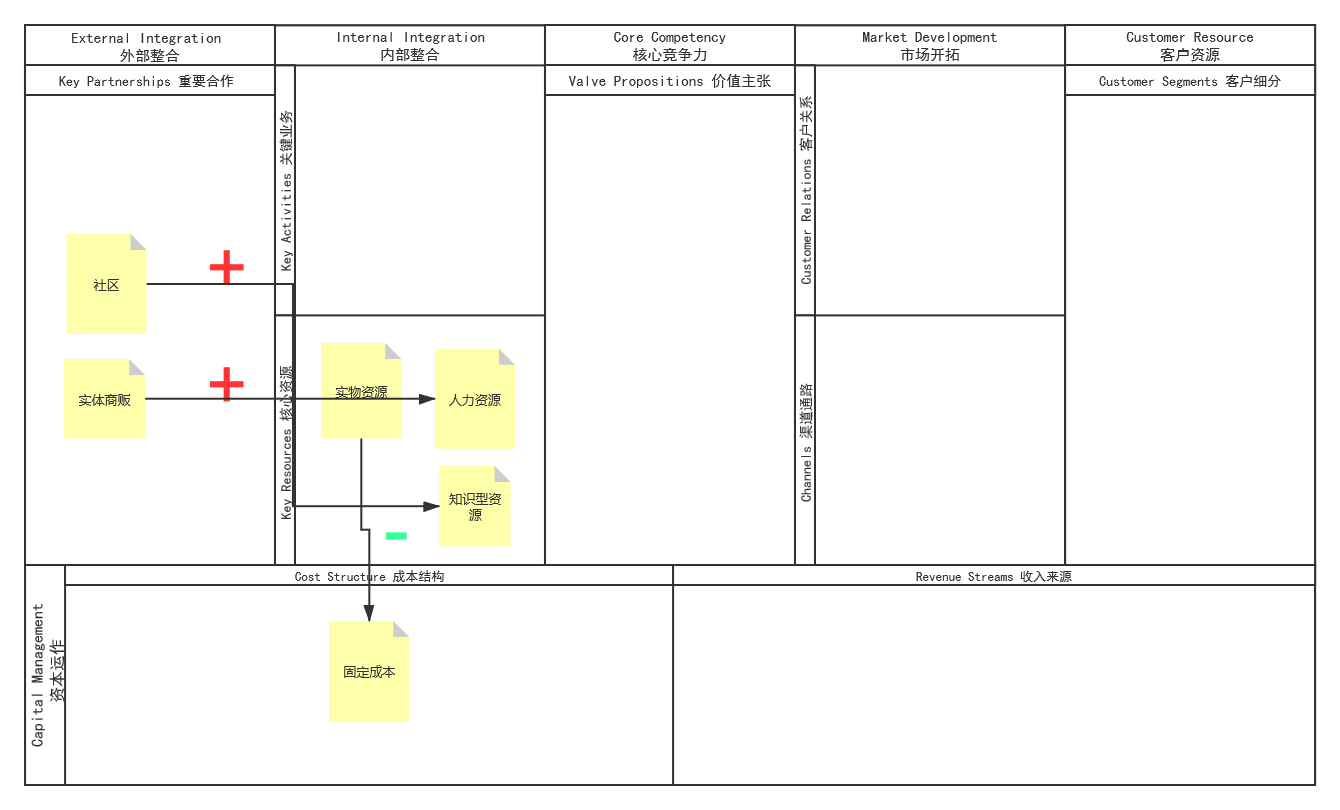 External Integration
外部整合
Internal Integration
内部整合
Core Competency
核心竞争力
Market Development
市场开拓
Customer Resource
客户资源
Key Partnerships 重要合作
Key Activities 关键业务
Valve Propositions 价值主张
Customer Relations 客户关系
Customer Segments 客户细分
社区
实体商贩
Key Resources 核心资源
实物资源
人力资源
知识型资
源
Channels 渠道通路
Capital Management
资本运作
Cost Structure 成本结构
Revenue Streams 收入来源
固定成本